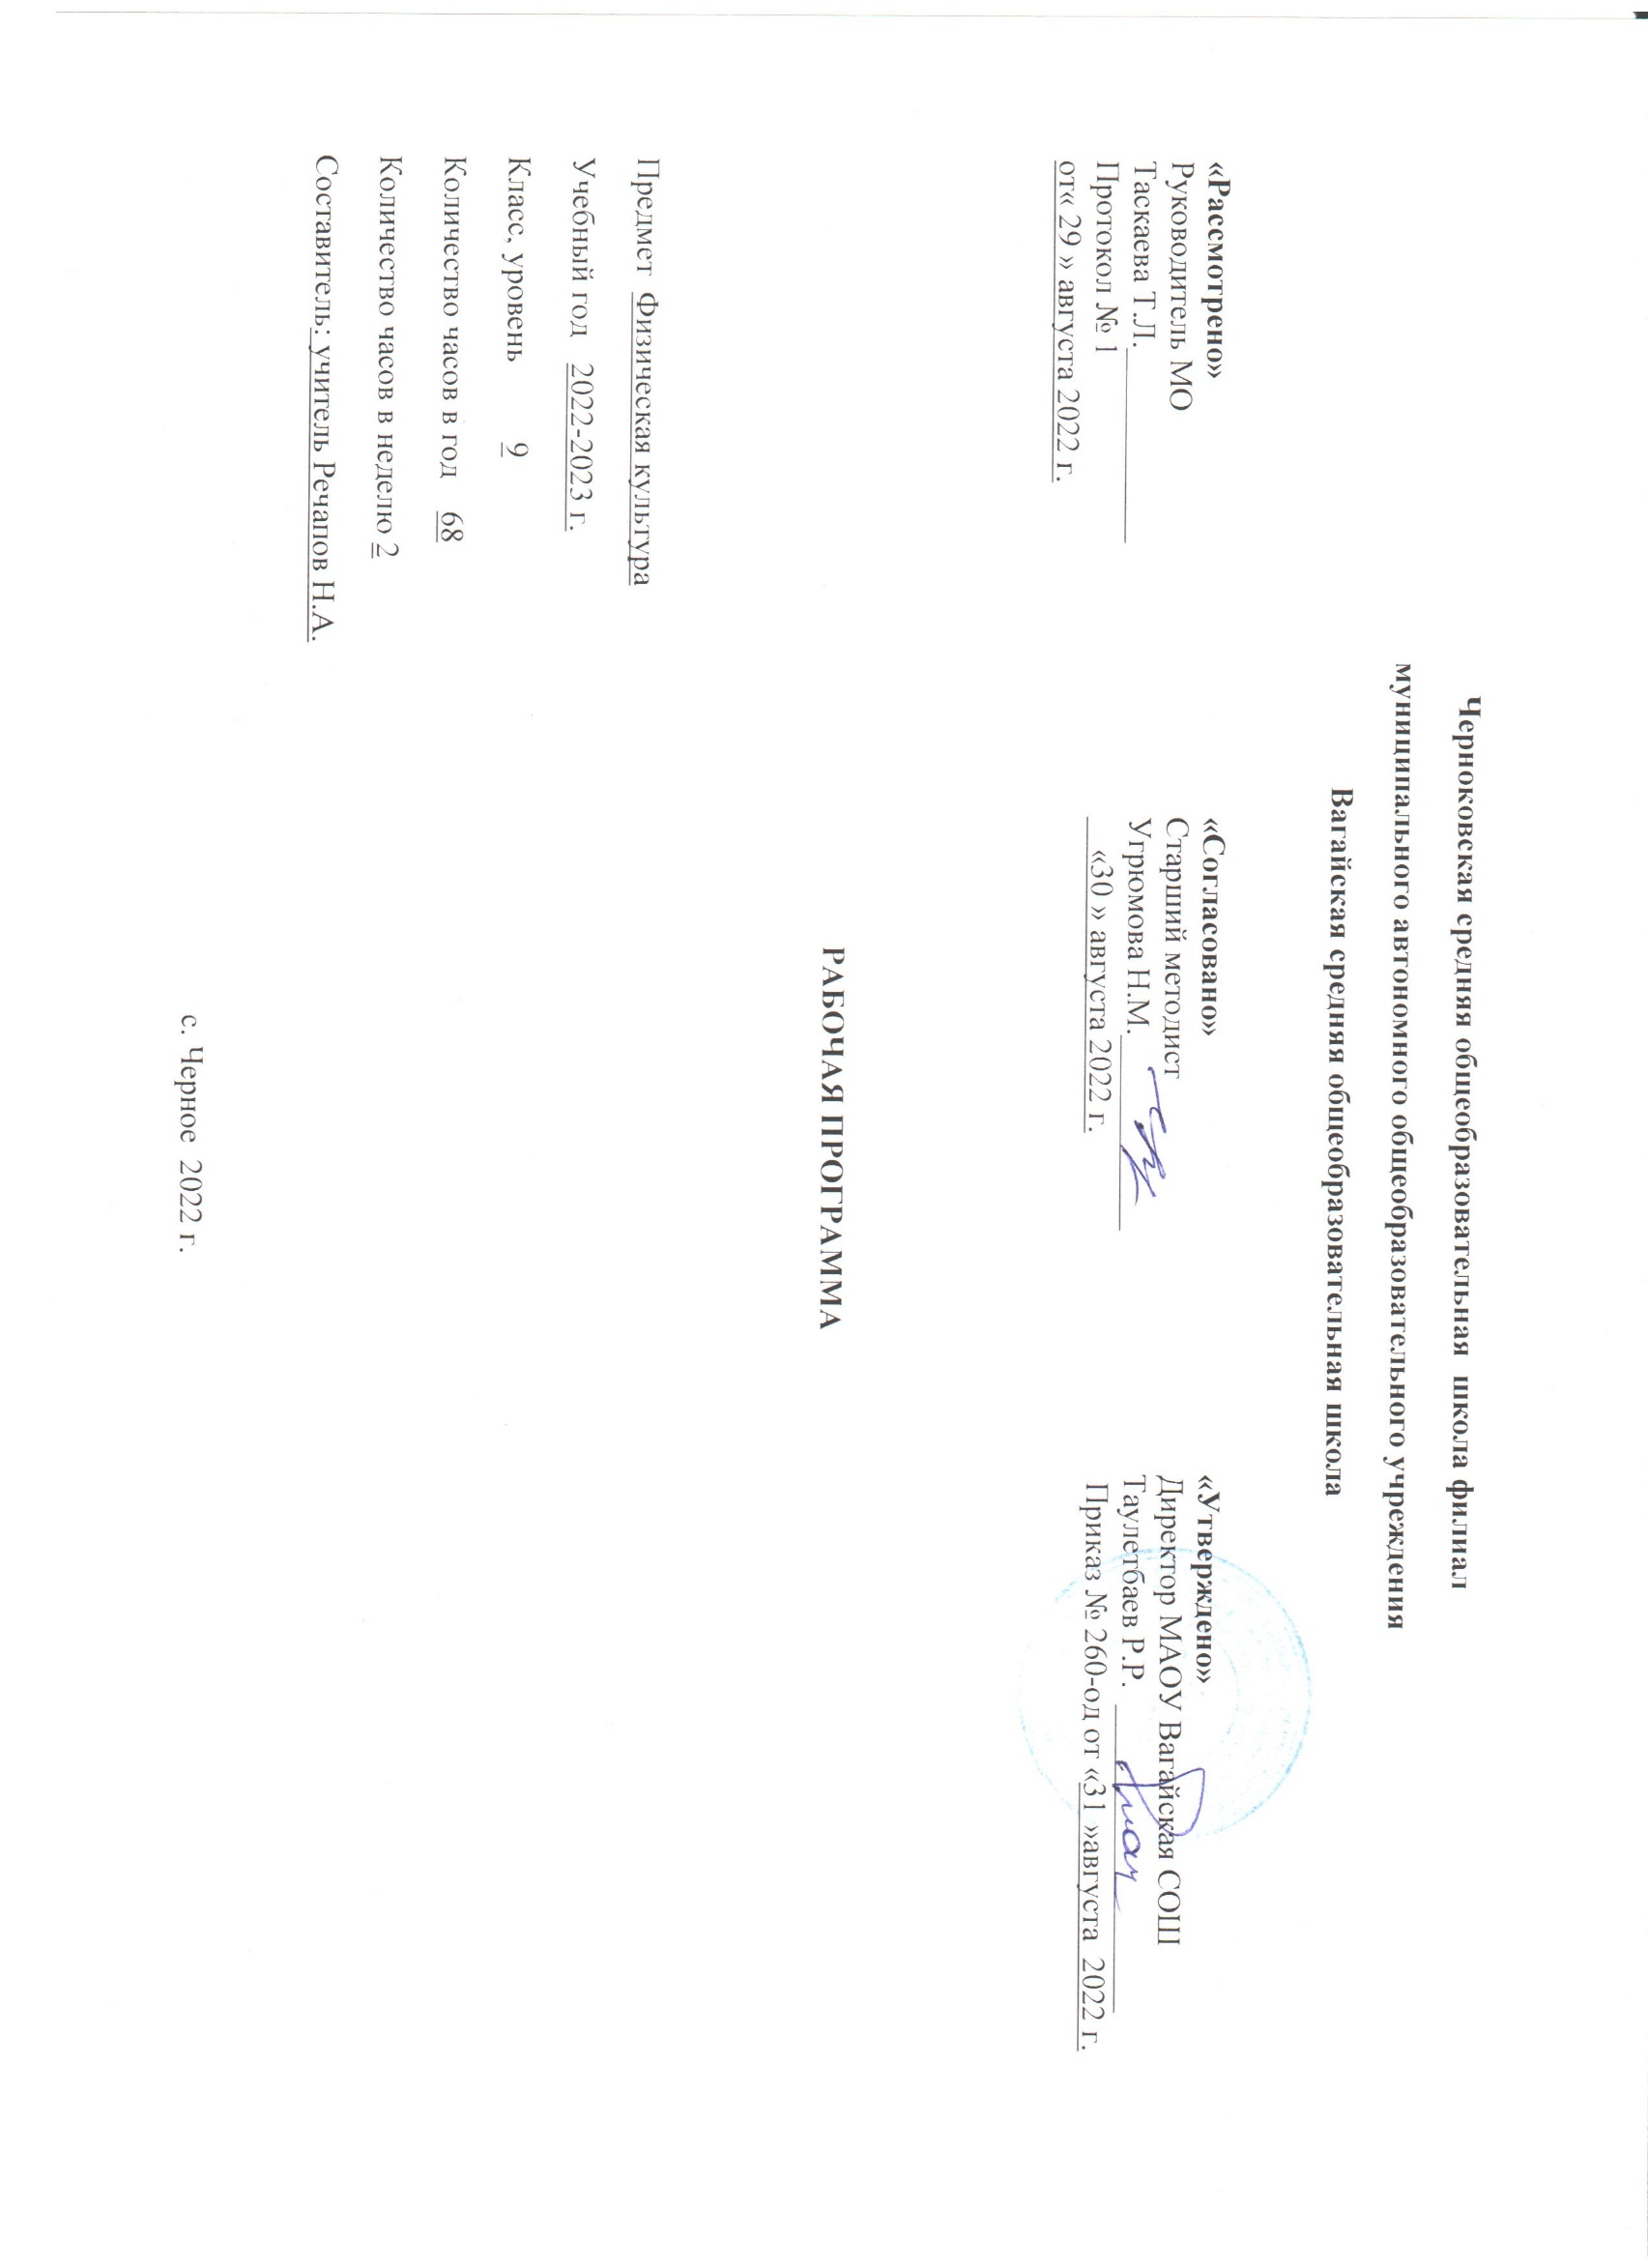 Черноковская средняя общеобразовательная школа филиал
муниципального автономного общеобразовательного учреждения
Вагайская средняя общеобразовательная школа
«Рассмотрено»
Руководитель МО
Таскаева Т.Л.
Протокол № 1
от« 29 » августа 2022 г.
«Согласовано»
Старший методист
Угрюмова Н.М.
«30 » августа 2022 г.
«Утверждено»
Директор МАОУ Вагайская СОШ
Таулетбаев Р.Р.
Приказ № 260-од от «31 »августа 2022 г.
РАБОЧАЯ ПРОГРАММА
Предмет Физическая культура
Учебный год 2022-2023 г.
Класс, уровень 9
Количество часов в год 68
Количество часов в неделю 2
Составитель: учитель Речапов Н.А.
с. Черное 2022 г.